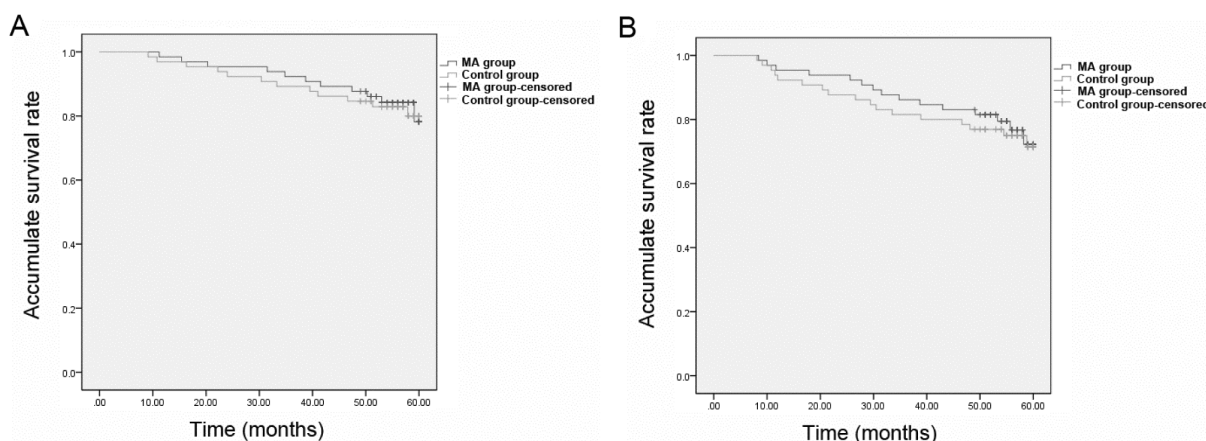 A
1.0
0.8
0.6
0.4
0.2
0.0
.00 10.00 20.00 30.00 40.00 50.00 60.00
Accumulate survival rate
Time (months)
MA group
Control group
MA group-censored
Control group-censored
B
1.0
0.8
0.6
0.4
0.2
0.0
.00 10.00 20.00 30.00 40.00 50.00 60.00
Accumulate survival rate
Time (months)
MA group
Control group
MA group-censored
Control group-censored